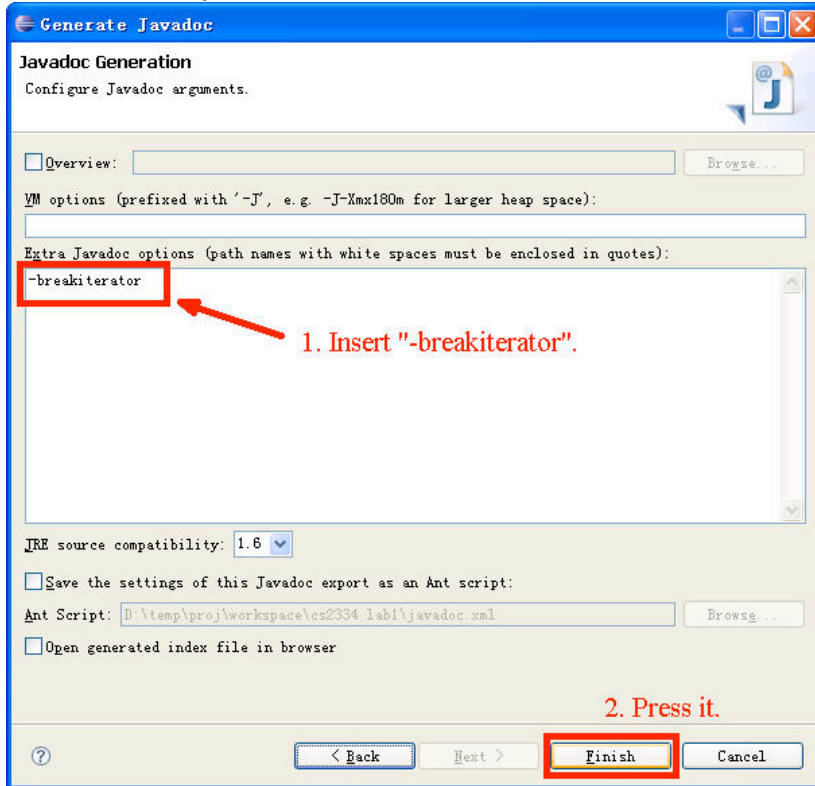 Generate Javadoc
Javadoc Generation
Configure Javadoc arguments.
@
J
Overview:
Browse...
VM options (prefixed with '-J', e.g. -J-Xmx180m for larger heap space):
Extra Javadoc options (path names with white spaces must be enclosed in quotes):
-breakiterator
1. Insert "-breakiterator".
JRE source compatibility: 1.6
Save the settings of this Javadoc export as an Ant script:
Ant Script: D:\temp\proj\workspace\cs2334 lab1\javadoc.xml Browse...
Open generated index file in browser
2. Press it.
? < Back Next > Finish Cancel